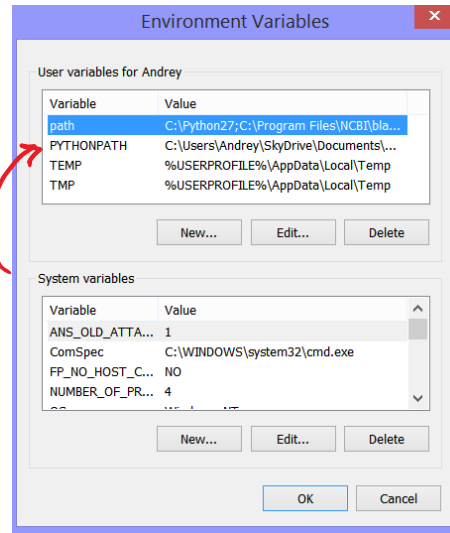 Environment Variables
User variables for Andrey
Variable Value
path C:\Python27;C:\Program Files\NCBI\bla...
PYTHONPATH C:\Users\Andrey\SkyDrive\Documents\...
TEMP %USERPROFILE%\AppData\Local\Temp
TMP %USERPROFILE%\AppData\Local\Temp
New... Edit... Delete
System variables
Variable Value
ANS_OLD_ATTA... 1
ComSpec C:\WINDOWS\system32\cmd.exe
FP_NO_HOST_C... NO
NUMBER_OF_PR... 4
New... Edit... Delete
OK Cancel